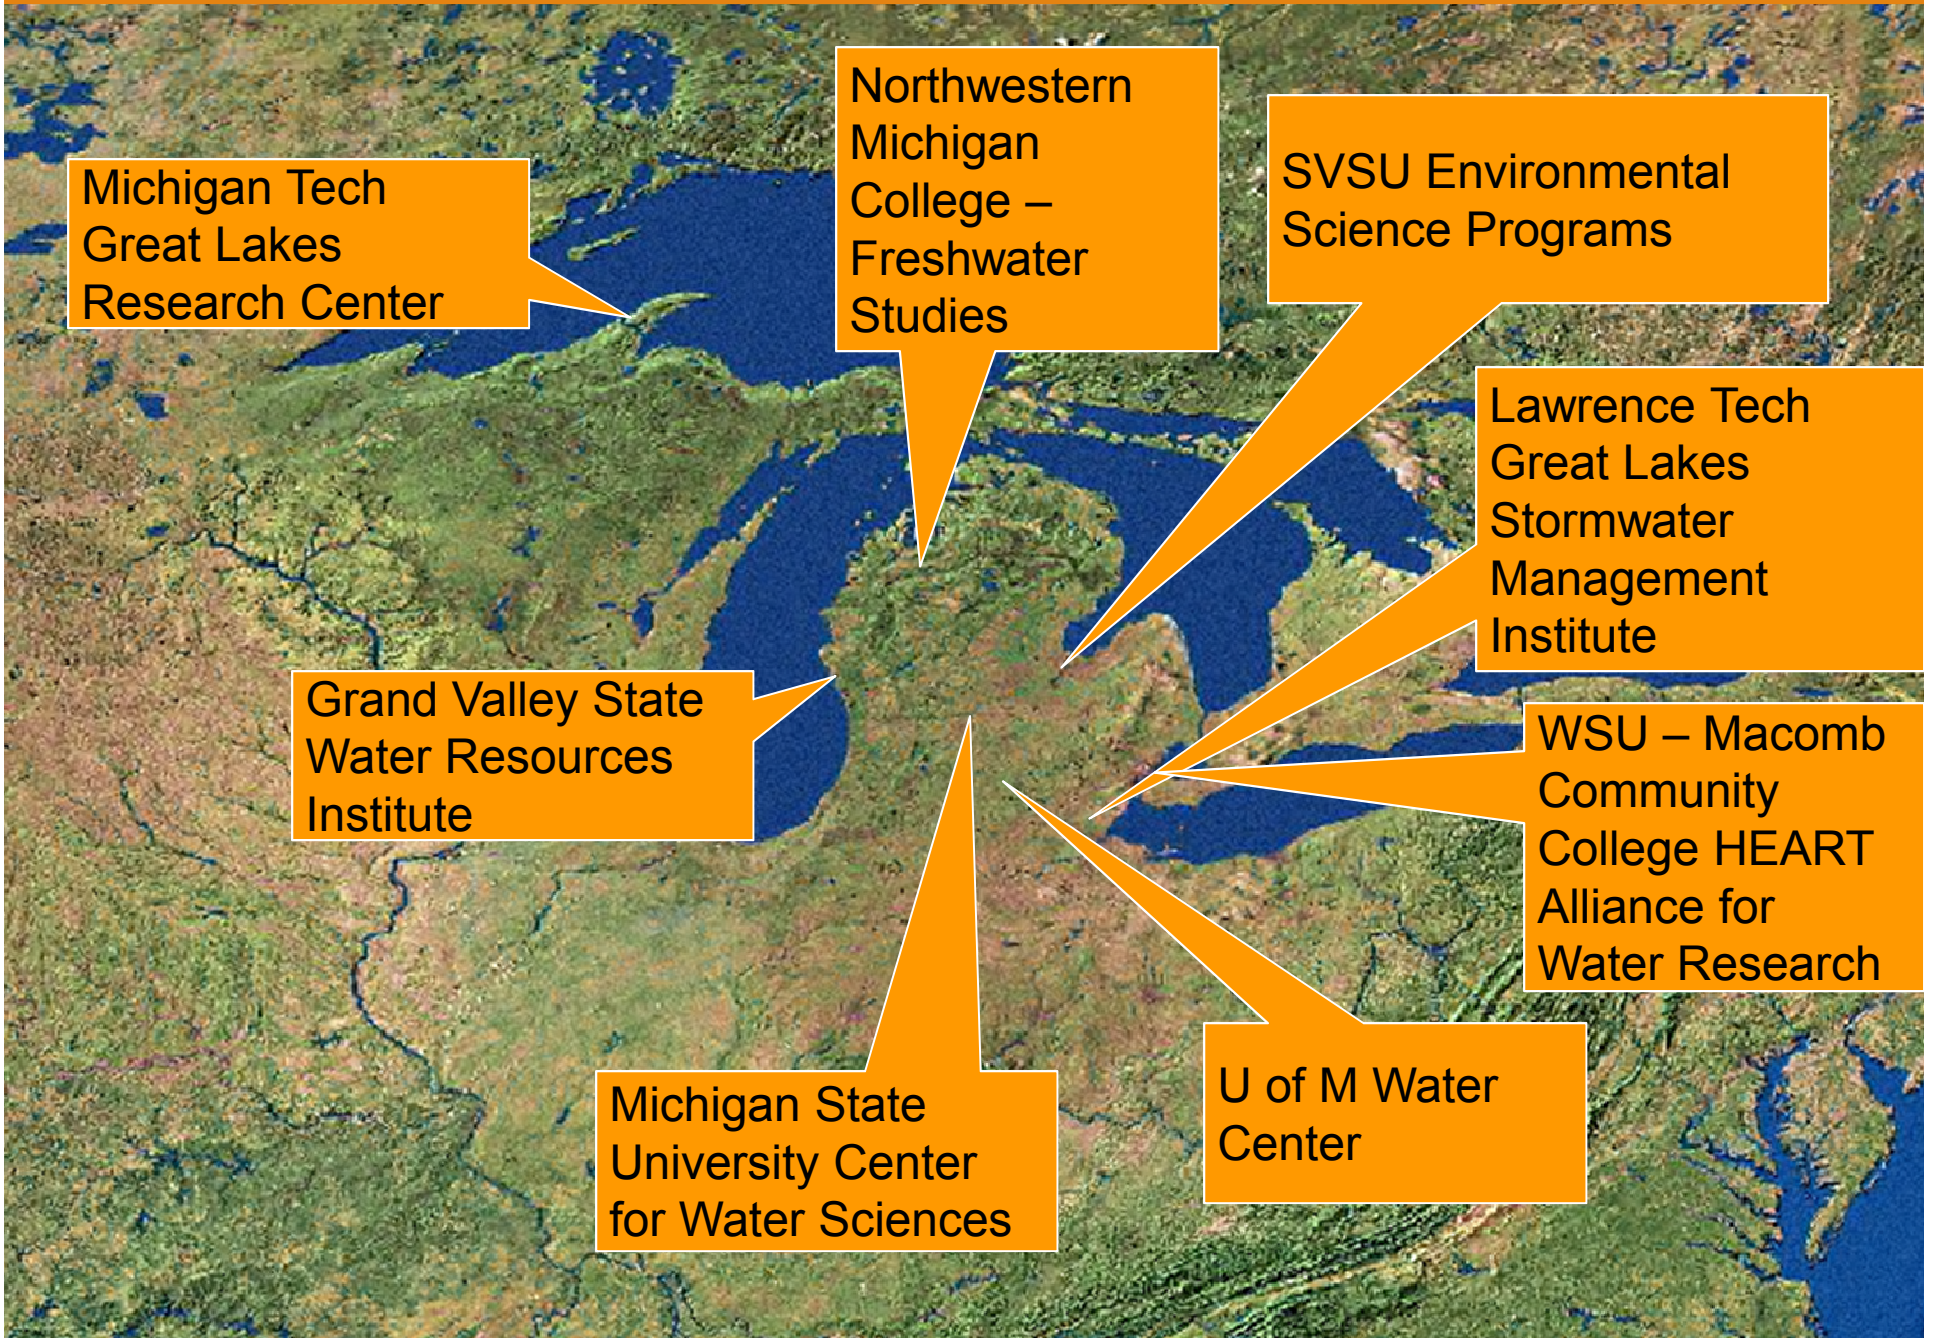 Northwestern
Michigan
College –
Freshwater
Studies
SVSU Environmental
Science Programs
Michigan Tech
Great Lakes
Research Center
Lawrence Tech
Great Lakes
Stormwater
Management
Institute
Grand Valley State
Water Resources
Institute
WSU – Macomb
Community
College HEART
Alliance for
Water Research
U of M Water
Center
Michigan State
University Center
for Water Sciences